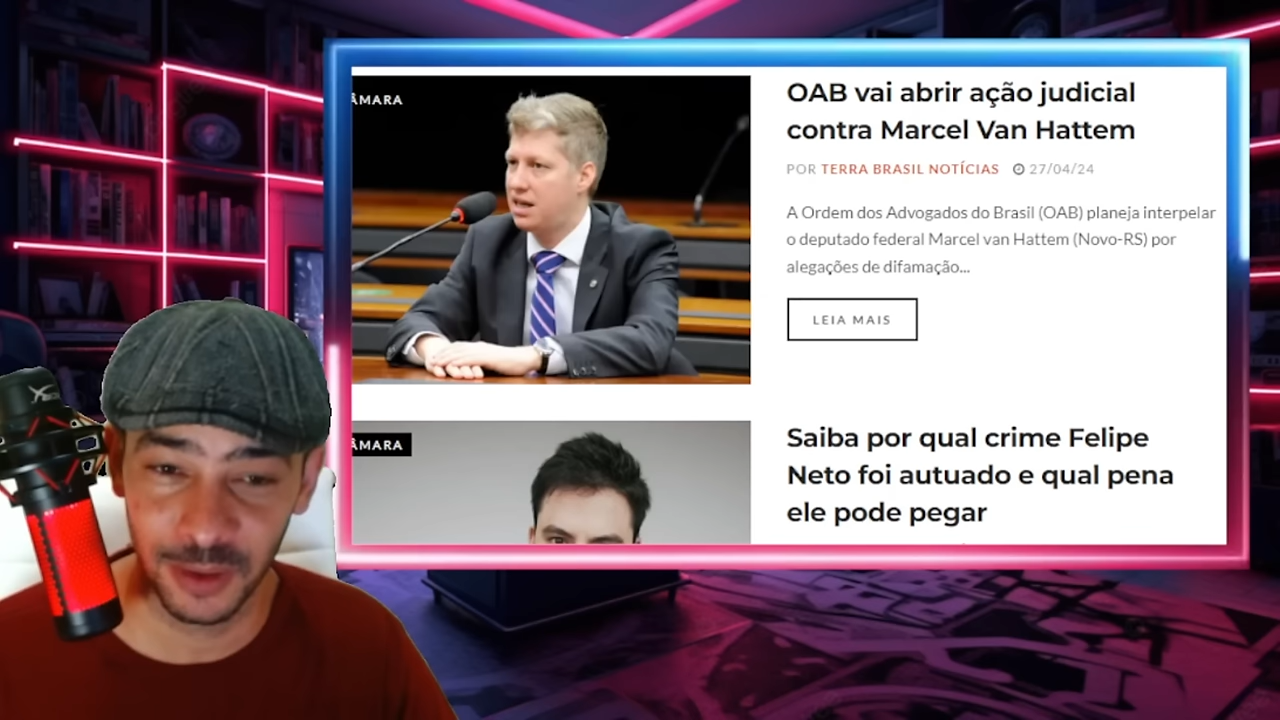 ÂMARA
OAB vai abrir ação judicial
contra Marcel Van Hattem
POR TERRA BRASIL NOTÍCIAS 27/04/24
A Ordem dos Advogados do Brasil (OAB) planeja interpelar
o deputado federal Marcel van Hattem (Novo-RS) por
alegações de difamação...
LEIA MAIS
ÂMARA
Saiba por qual crime Felipe
Neto foi autuado e qual pena
ele pode pegar